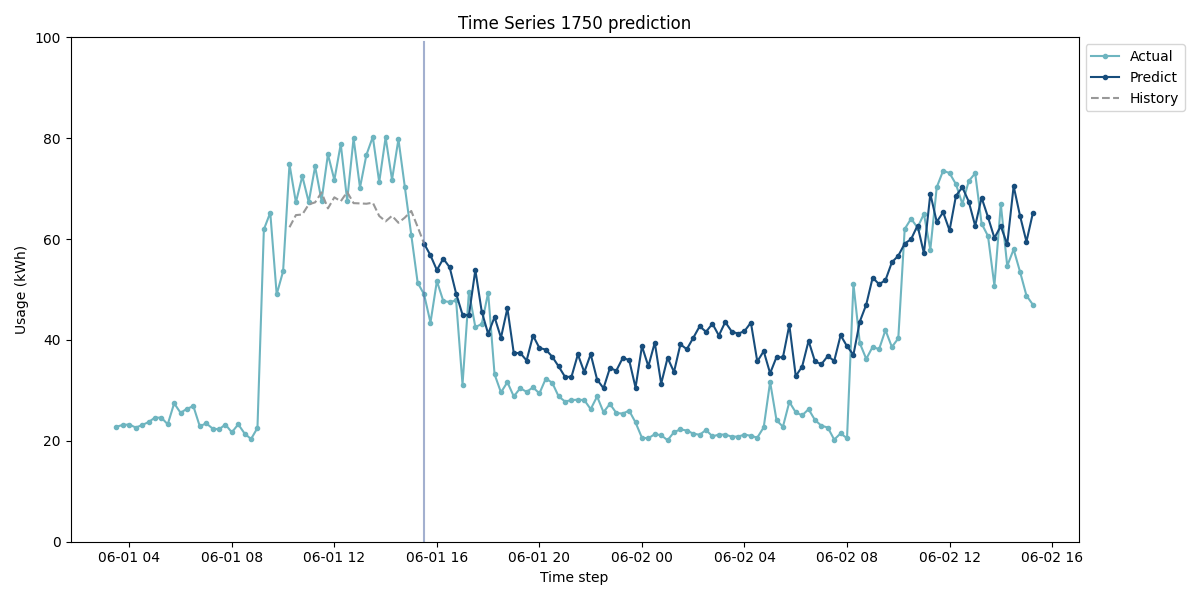 Time Series 1750 prediction
Usage (kWh)
100
80
60
40
20
0
06-01 04
06-01 08
06-01 12
06-01 16
06-01 20
06-02 00
06-02 04
06-02 08
06-02 12
06-02 16
Time step
Actual
Predict
History